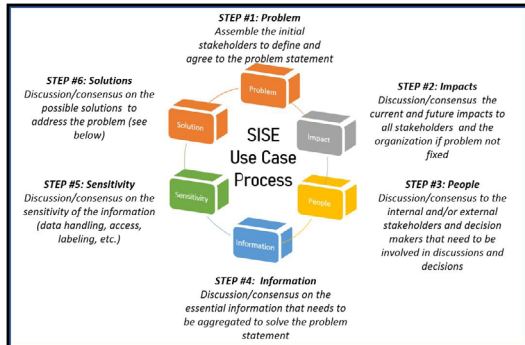 STEP #1: Problem
Assemble the initial
stakeholders to define and
agree to the problem statement
STEP #6: Solutions
Discussion/consensus on the
possible solutions to
address the problem (see
below)
STEP #2: Impacts
Discussion/consensus the
current and future impacts to
all stakeholders and the
organization if problem not
fixed
Problem
Solution
Impact
SISE
Use Case
Process
Sensitivity
People
Information
STEP #5: Sensitivity
Discussion/consensus on the
sensitivity of the information
(data handling, access,
labeling, etc.)
STEP #3: People
Discussion/consensus to the
internal and/or external
stakeholders and decision
makers that need to be
involved in discussions and
decisions
STEP #4: Information
Discussion/consensus on the
essential information that needs to
be aggregated to solve the problem
statement